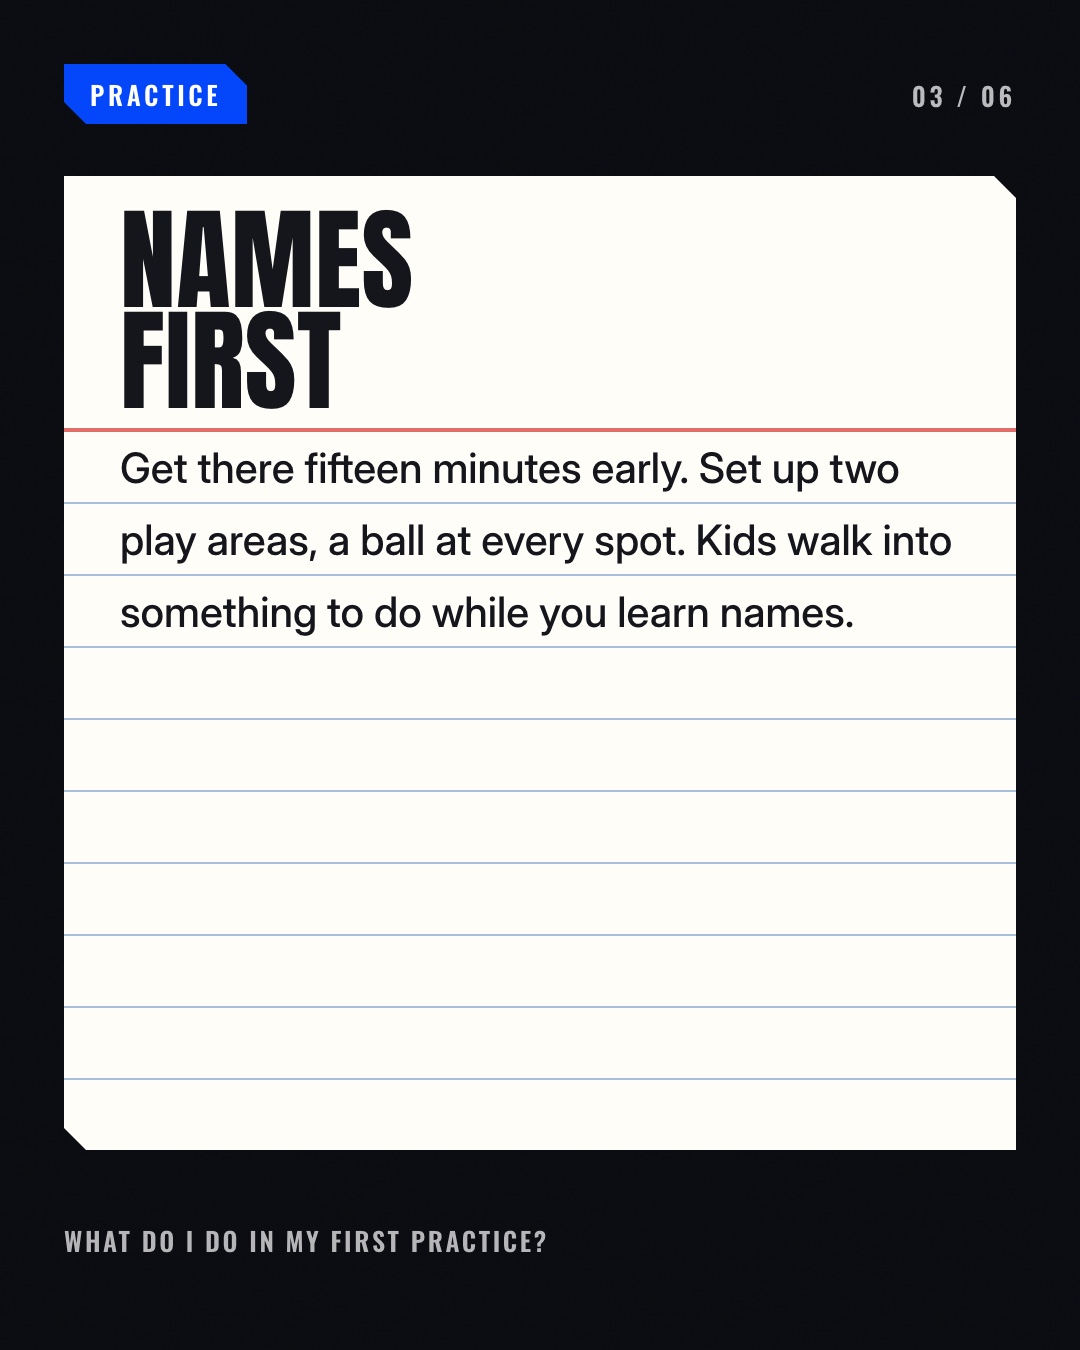 PRACTICE
03 / 06
NAMES
FIRST
Get there fifteen minutes early. Set up two
play areas, a ball at every spot. Kids walk into
something to do while you learn names.
WHAT DO I DO IN MY FIRST PRACTICE?